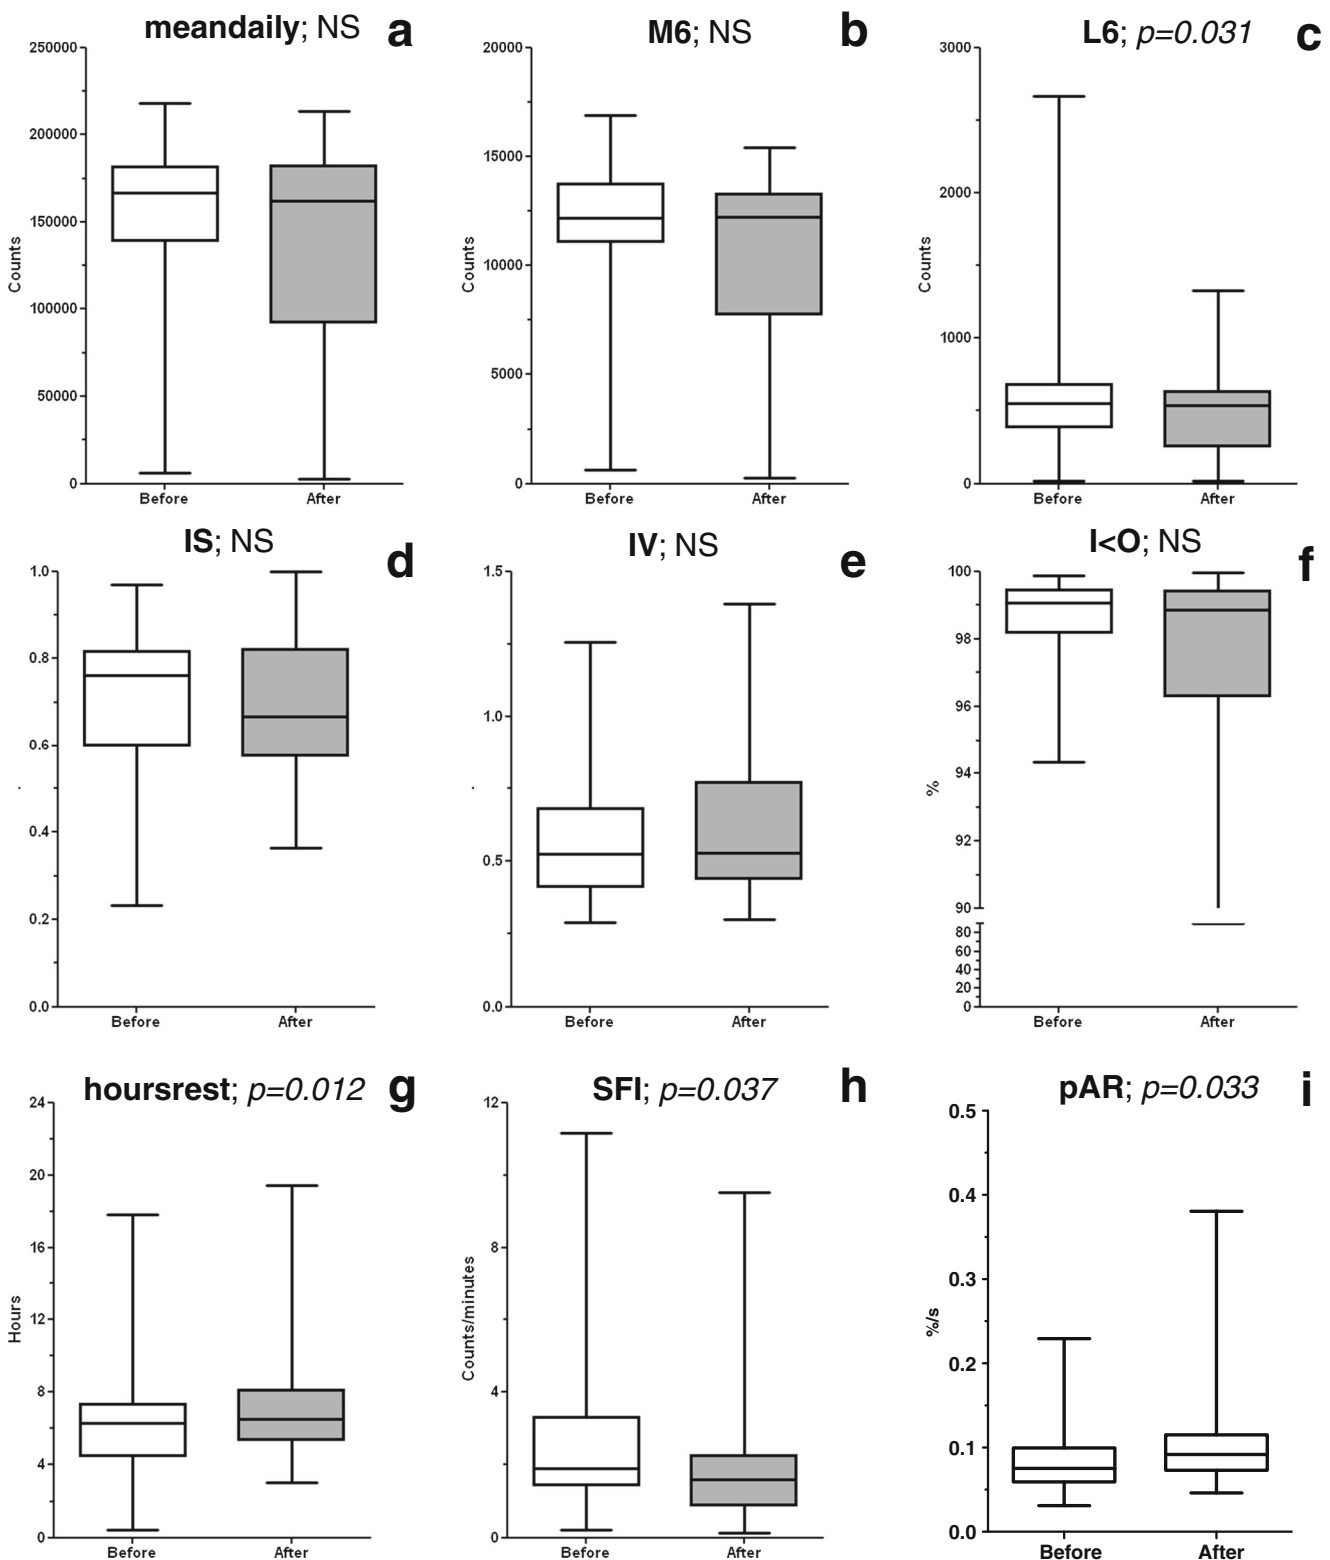 meandaily; NS a
250000
200000
150000
100000
50000
0
Counts
Before After
M6; NS b
20000
15000
10000
5000
0
Counts
Before After
L6; p=0.031 c
3000
2000
1000
0
Counts
Before After
IS; NS d
1.0
0.8
0.6
0.4
0.2
0.0
Before After
IV; NS e
1.5
1.0
0.5
0.0
Before After
I<O; NS f
100
98
96
94
92
90
80
60
40
20
0
%
Before After
hoursrest; p=0.012 g
24
20
16
12
8
4
0
Hours
Before After
SFI; p=0.037 h
12
8
4
0
Counts/minutes
Before After
pAR; p=0.033 i
0.5
0.4
0.3
0.2
0.1
0.0
%/s
Before After